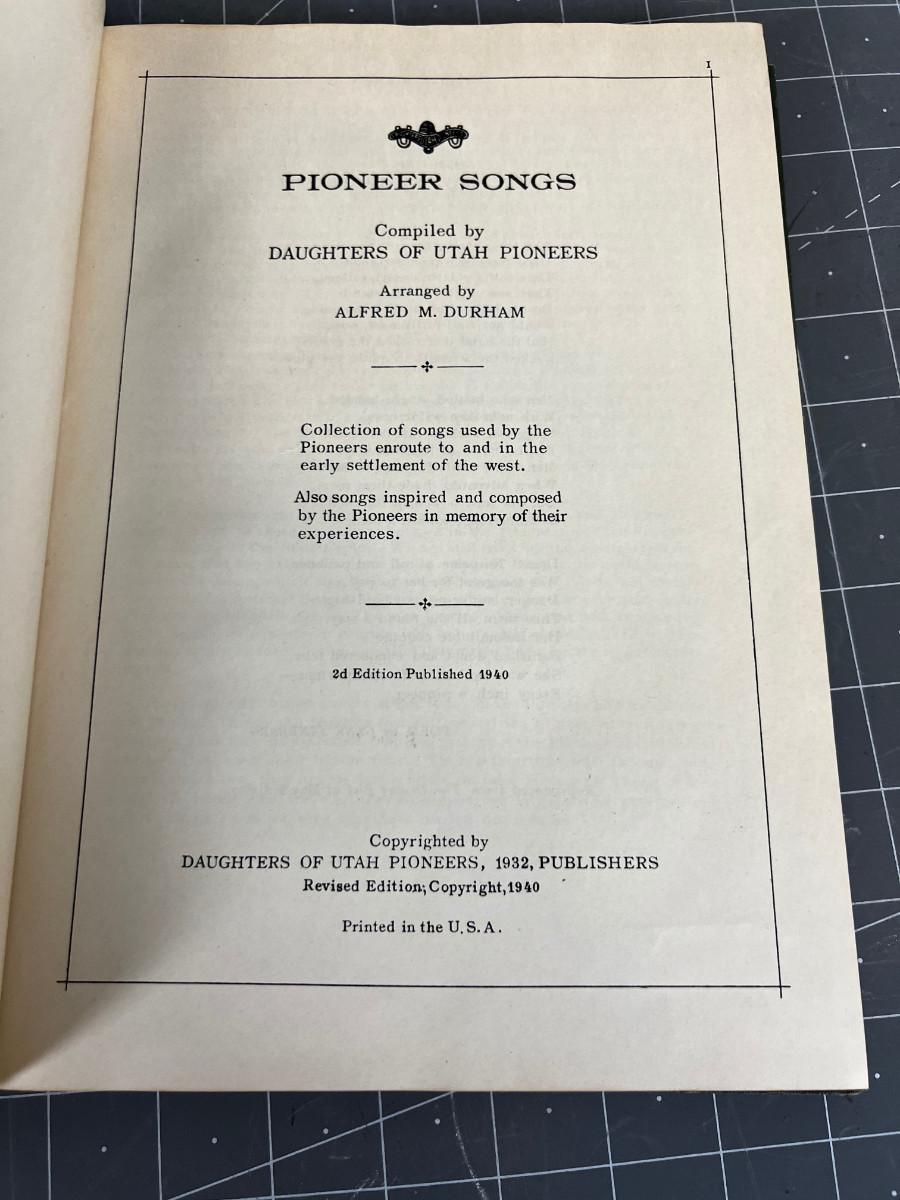 1
PIONEER SONGS
Compiled by
DAUGHTERS OF UTAH PIONEERS
Arranged by
ALFRED M. DURHAM
Collection of songs used by the
Pioneers enroute to and in the
early settlement of the west.
Also songs inspired and composed
by the Pioneers in memory of their
experiences.
2d Edition Published 1940
Copyrighted by
DAUGHTERS OF UTAH PIONEERS, 1932, PUBLISHERS
Revised Edition, Copyright, 1940
Printed in the U.S.A.